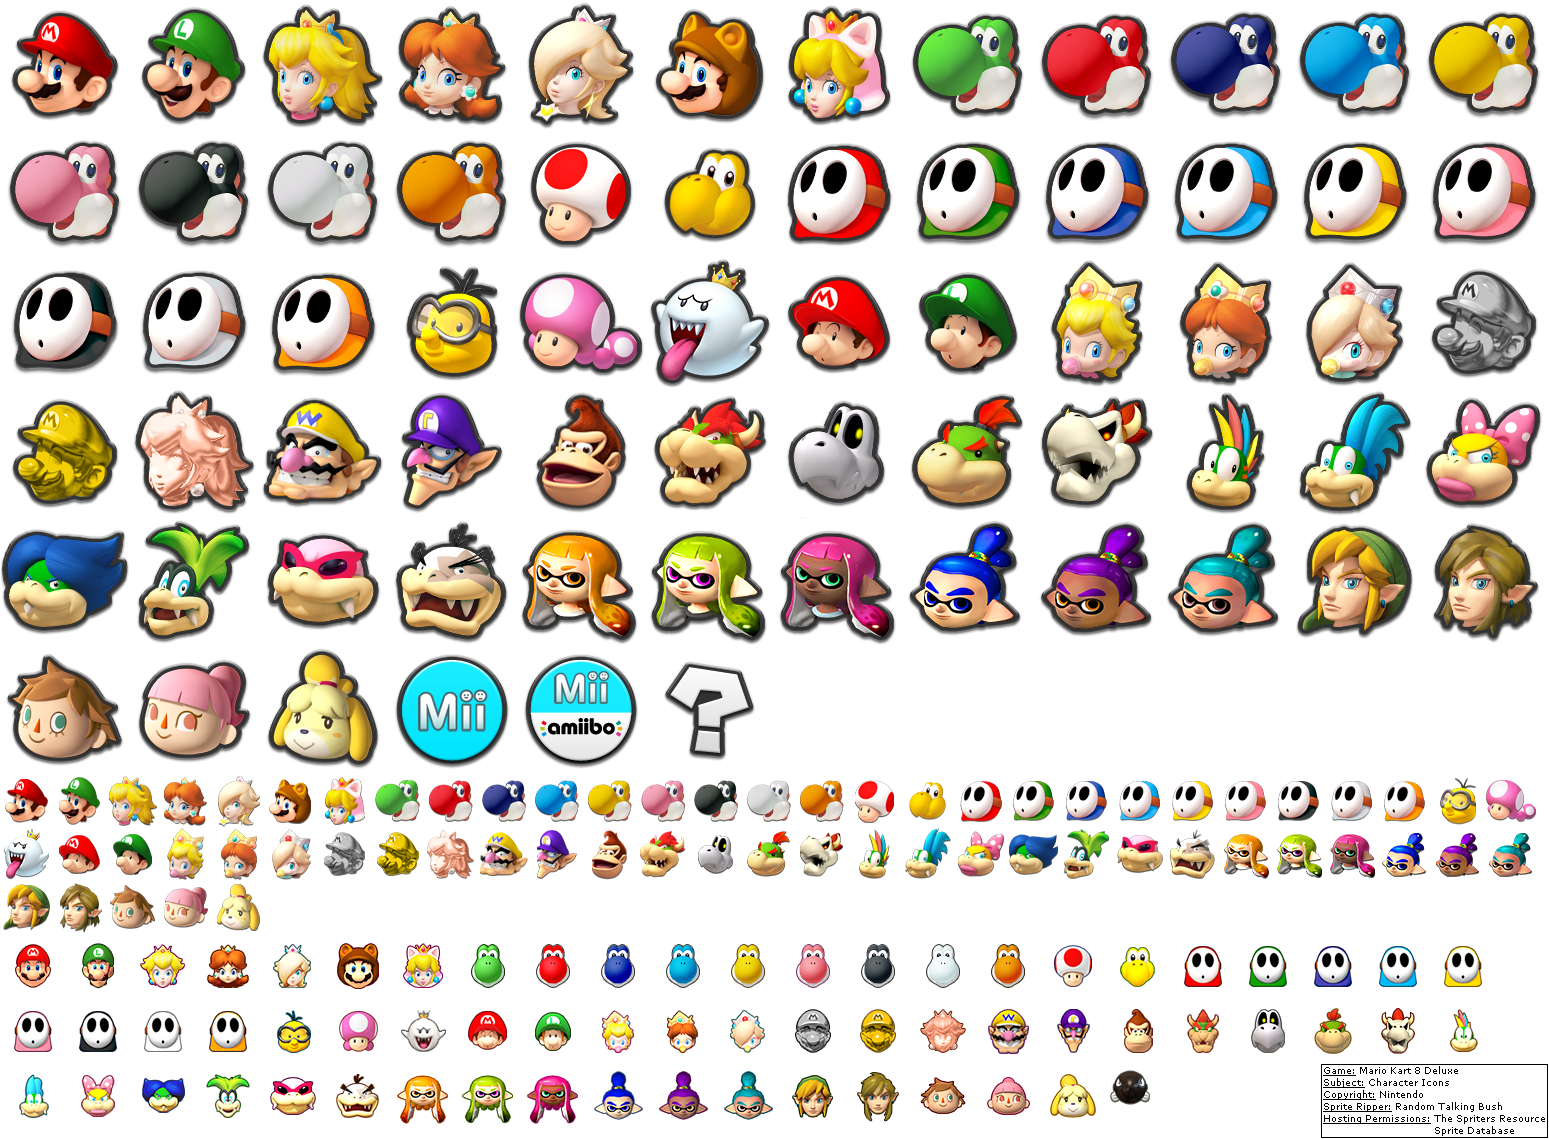 Mii
Mii
amiibo
Game: Mario Kart 8 Deluxe
Subject: Character Icons
Copyright: Nintendo
Sprite Ripper: Random Talking Bush
Hosting Permissions: The Spriters Resource
Sprite Database